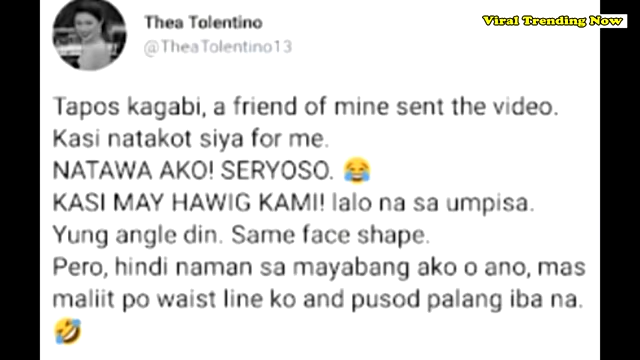 Viral Trending Now
Thea Tolentino
@TheaTolentino13
Tapos kagabi, a friend of mine sent the video.
Kasi natakot siya for me.
NATAWA AKO! SERYOSO. 😂
KASI MAY HAWIG KAMI! lalo na sa umpisa.
Yung angle din. Same face shape.
Pero, hindi naman sa mayabang ako o ano, mas
maliit po waist line ko and pusod palang iba na.
🤣